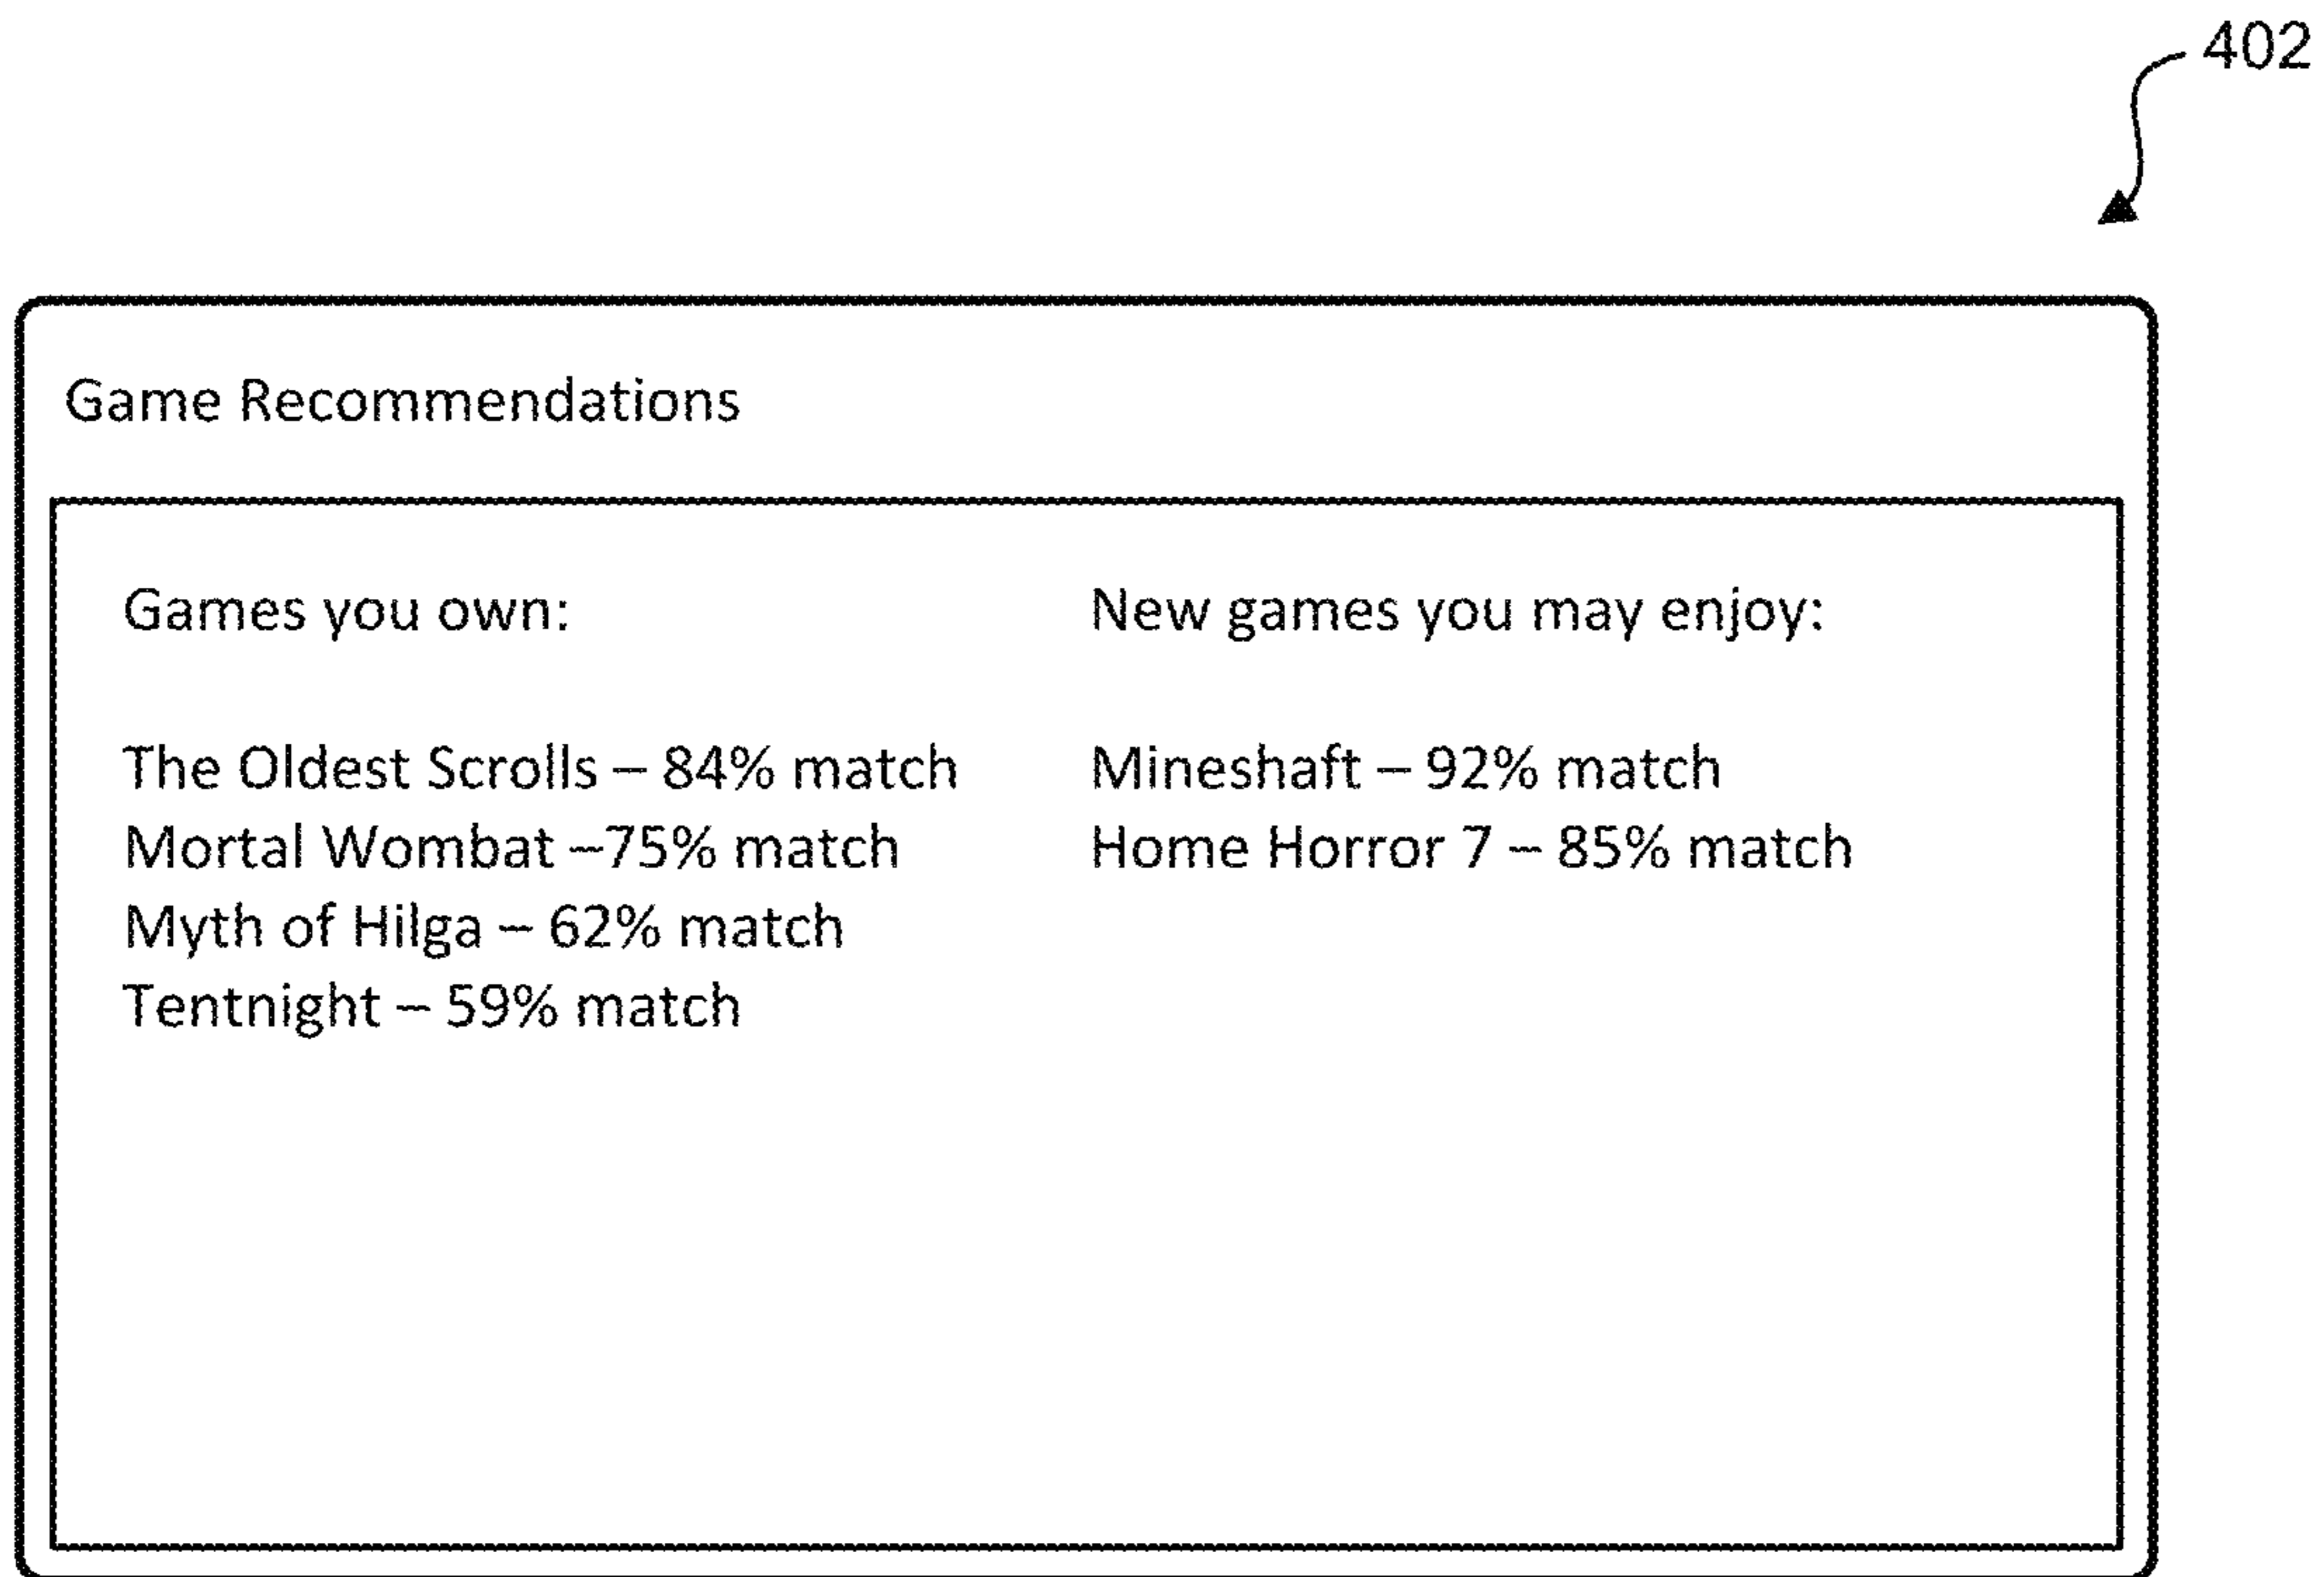 402
Game Recommendations
Games you own:
The Oldest Scrolls – 84% match
Mortal Wombat –75% match
Myth of Hilga – 62% match
Tentnight – 59% match
New games you may enjoy:
Mineshaft – 92% match
Home Horror 7 – 85% match